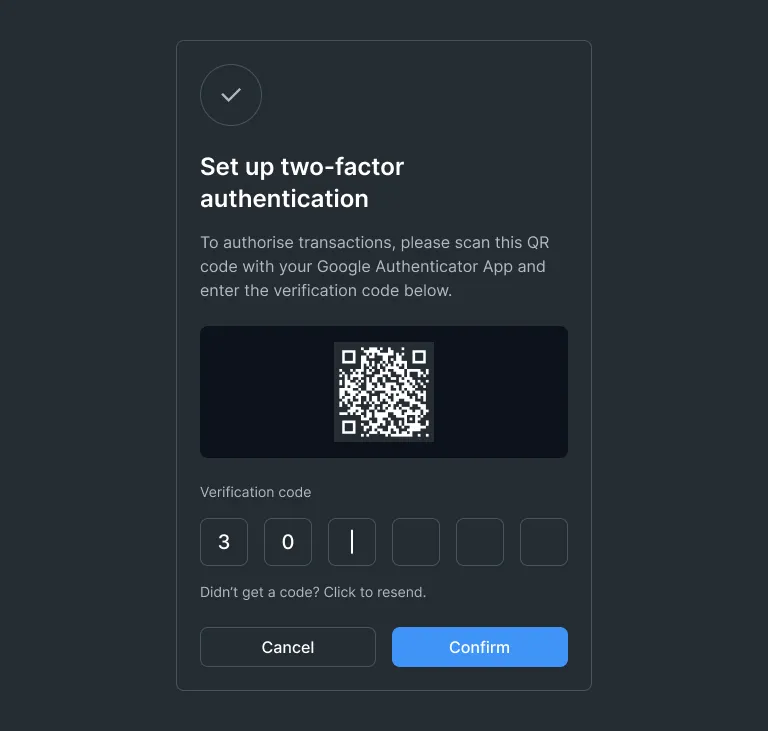 Set up two-factor
authentication
To authorise transactions, please scan this QR
code with your Google Authenticator App and
enter the verification code below.
Verification code
3 0
Didn’t get a code? Click to resend.
Cancel Confirm